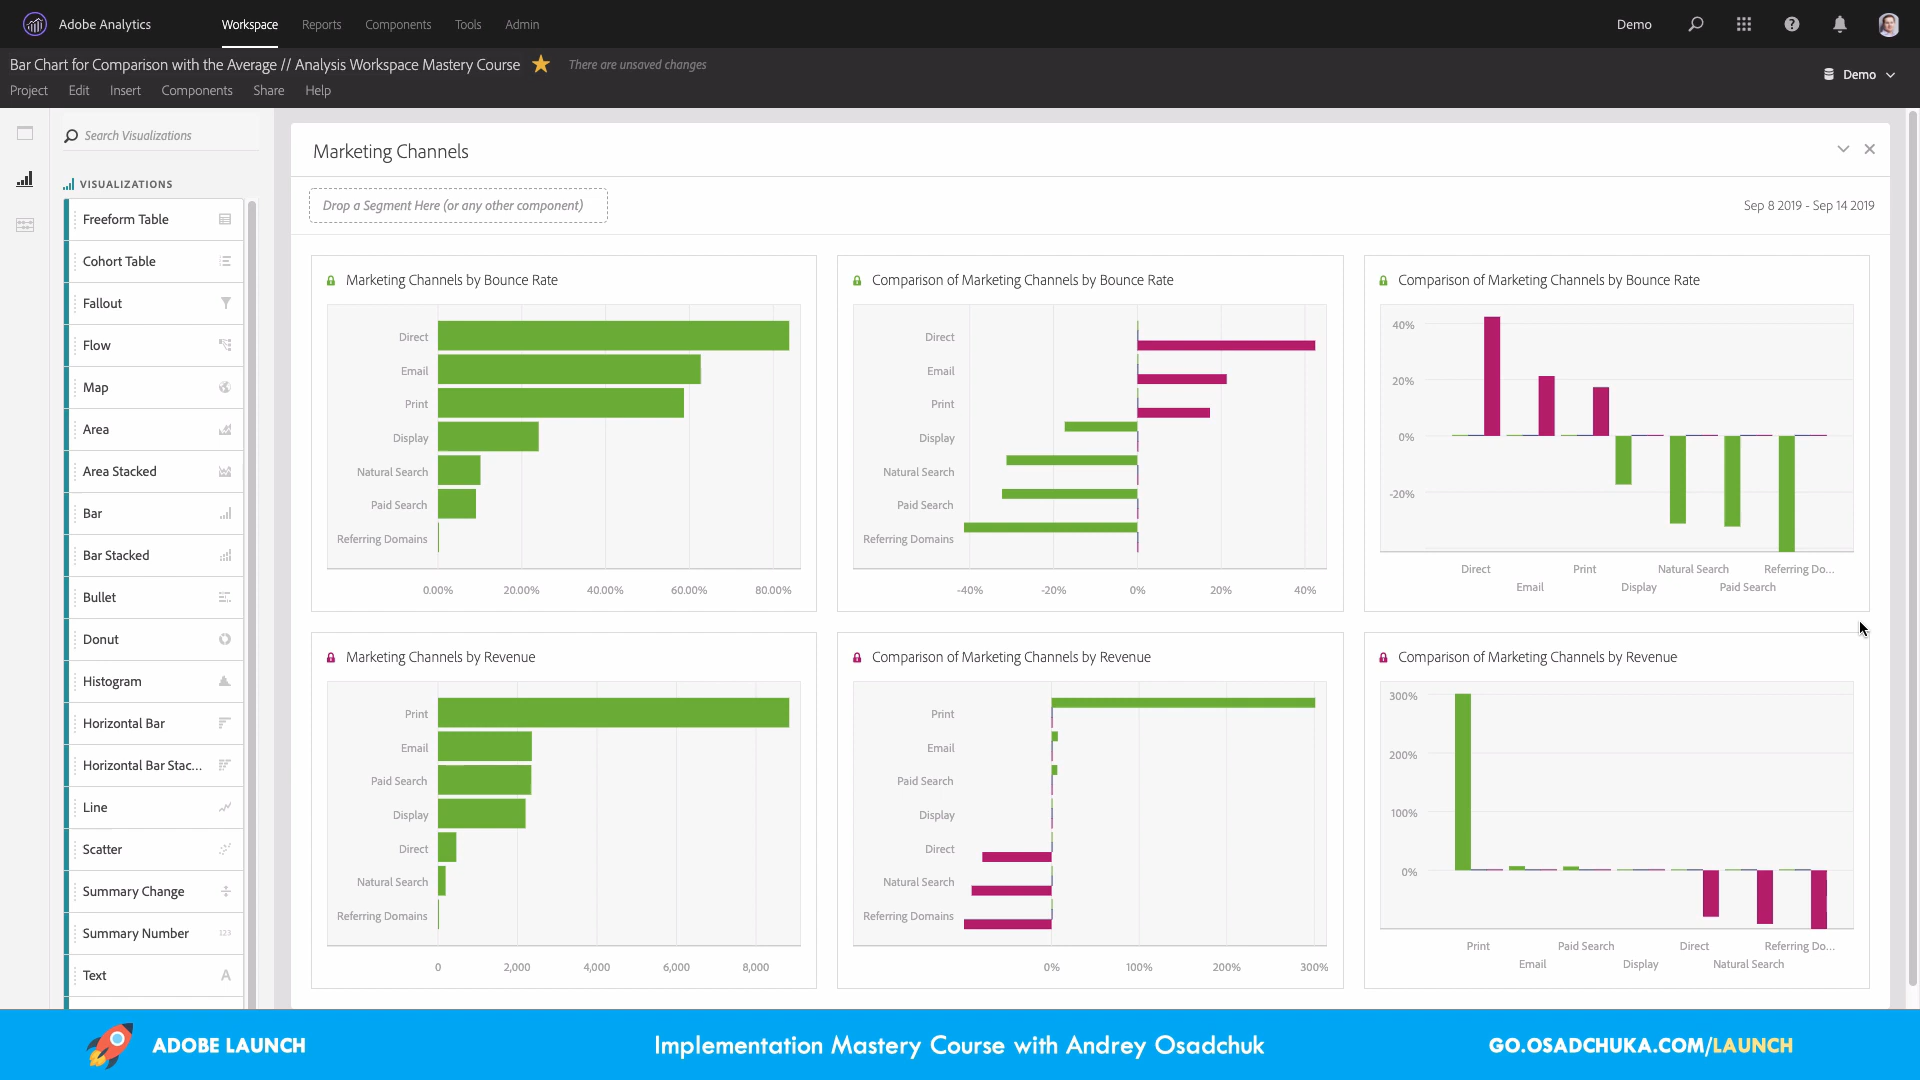 Adobe Analytics
Workspace
Reports
Components
Tools
Admin
Demo
Bar Chart for Comparison with the Average // Analysis Workspace Mastery Course
There are unsaved changes
Demo
Project
Edit
Insert
Components
Share
Help
Search Visualizations
VISUALIZATIONS
Freeform Table
Cohort Table
Fallout
Flow
Map
Area
Area Stacked
Bar
Bar Stacked
Bullet
Donut
Histogram
Horizontal Bar
Horizontal Bar Stac...
Line
Scatter
Summary Change
Summary Number
123
Text
A
Marketing Channels
Drop a Segment Here (or any other component)
Sep 8 2019 - Sep 14 2019
Marketing Channels by Bounce Rate
Direct
Email
Print
Display
Natural Search
Paid Search
Referring Domains
0.00%
20.00%
40.00%
60.00%
80.00%
Comparison of Marketing Channels by Bounce Rate
Direct
Email
Print
Display
Natural Search
Paid Search
Referring Domains
-40%
-20%
0%
20%
40%
Comparison of Marketing Channels by Bounce Rate
40%
20%
0%
-20%
Direct
Email
Print
Display
Natural Search
Paid Search
Referring Do...
Marketing Channels by Revenue
Print
Email
Paid Search
Display
Direct
Natural Search
Referring Domains
0
2,000
4,000
6,000
8,000
Comparison of Marketing Channels by Revenue
Print
Email
Paid Search
Display
Direct
Natural Search
Referring Domains
0%
100%
200%
300%
Comparison of Marketing Channels by Revenue
300%
200%
100%
0%
Print
Email
Paid Search
Display
Direct
Natural Search
Referring Do...
ADOBE LAUNCH
Implementation Mastery Course with Andrey Osadchuk
GO.OSADCHUKA.COM/LAUNCH